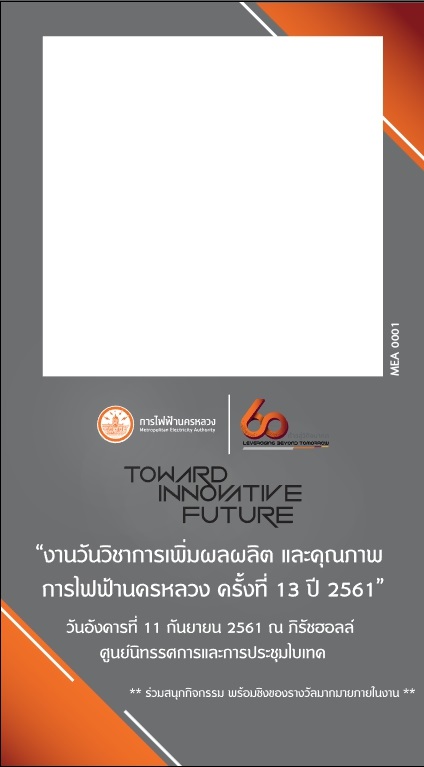 MEA 0001
การไฟฟ้านครหลวง
Metropolitan Electricity Authority
60
LEVERAGING BEYOND TOMORROW
TOWARD
INNOVATIVE
FUTURE
“งานวันวิชาการเพิ่มผลผลิต และคุณภาพ
การไฟฟ้านครหลวง ครั้งที่ 13 ปี 2561”
วันอังคารที่ 11 กันยายน 2561 ณ ภิรัชฮอลล์
ศูนย์นิทรรศการและการประชุมไบเทค
** ร่วมสนุกกิจกรรม พร้อมชิงของรางวัลมากมายภายในงาน **